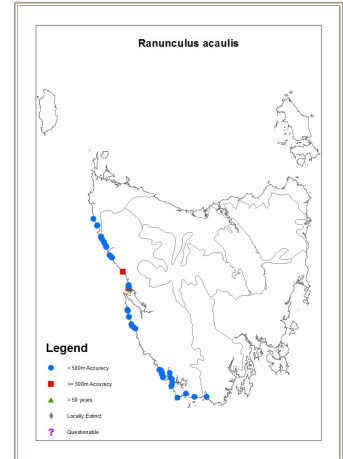 Ranunculus acaulis
Legend
< 500m Accuracy
>= 500m Accuracy
> 50 years
Locally Extinct
Questionable